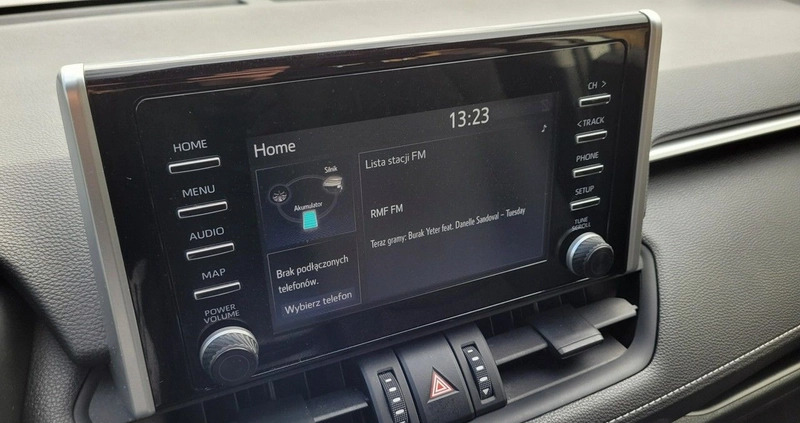 HOME
MENU
AUDIO
MAP
POWER
VOLUME
Home
13:23
Silnik
Akumulator
Brak podłączonych
telefonów.
Wybierz telefon
Lista stacji FM
RMF FM
Teraz gramy: Burak Yeter feat. Danelle Sandoval – Tuesday
CH >
< TRACK
PHONE
SETUP
TUNE
SCROLL